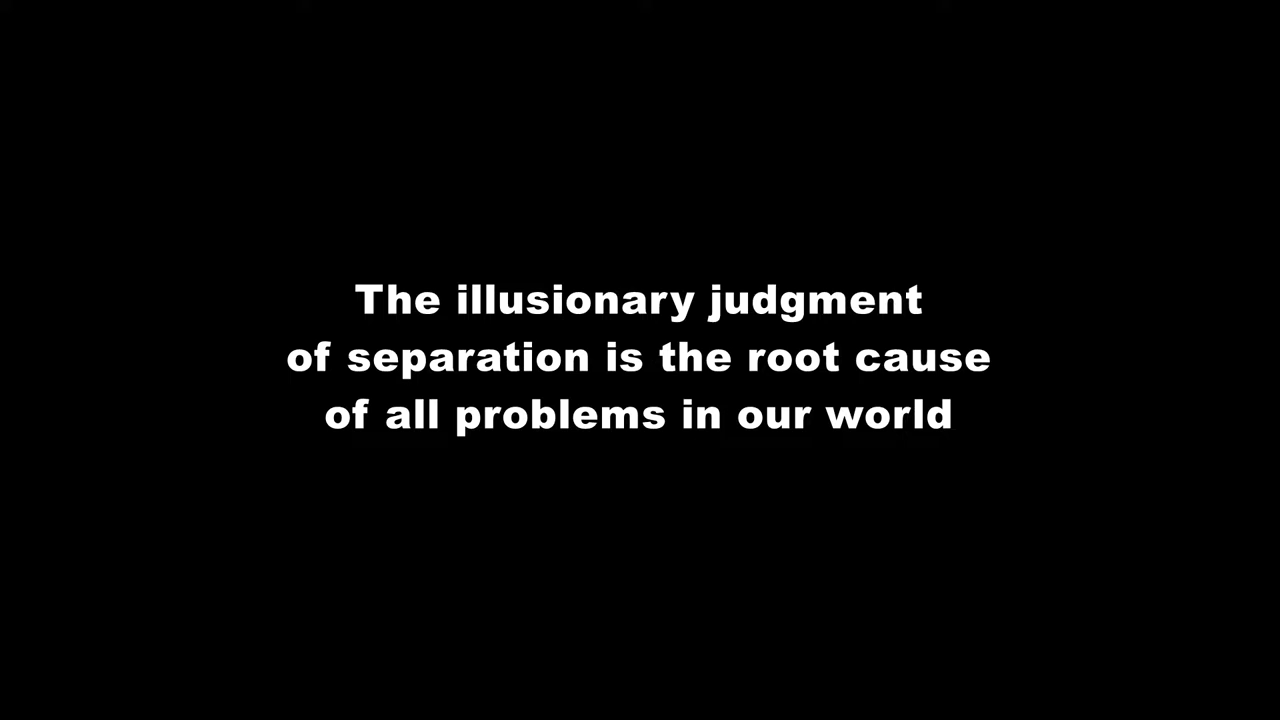 The illusionary judgment
of separation is the root cause
of all problems in our world